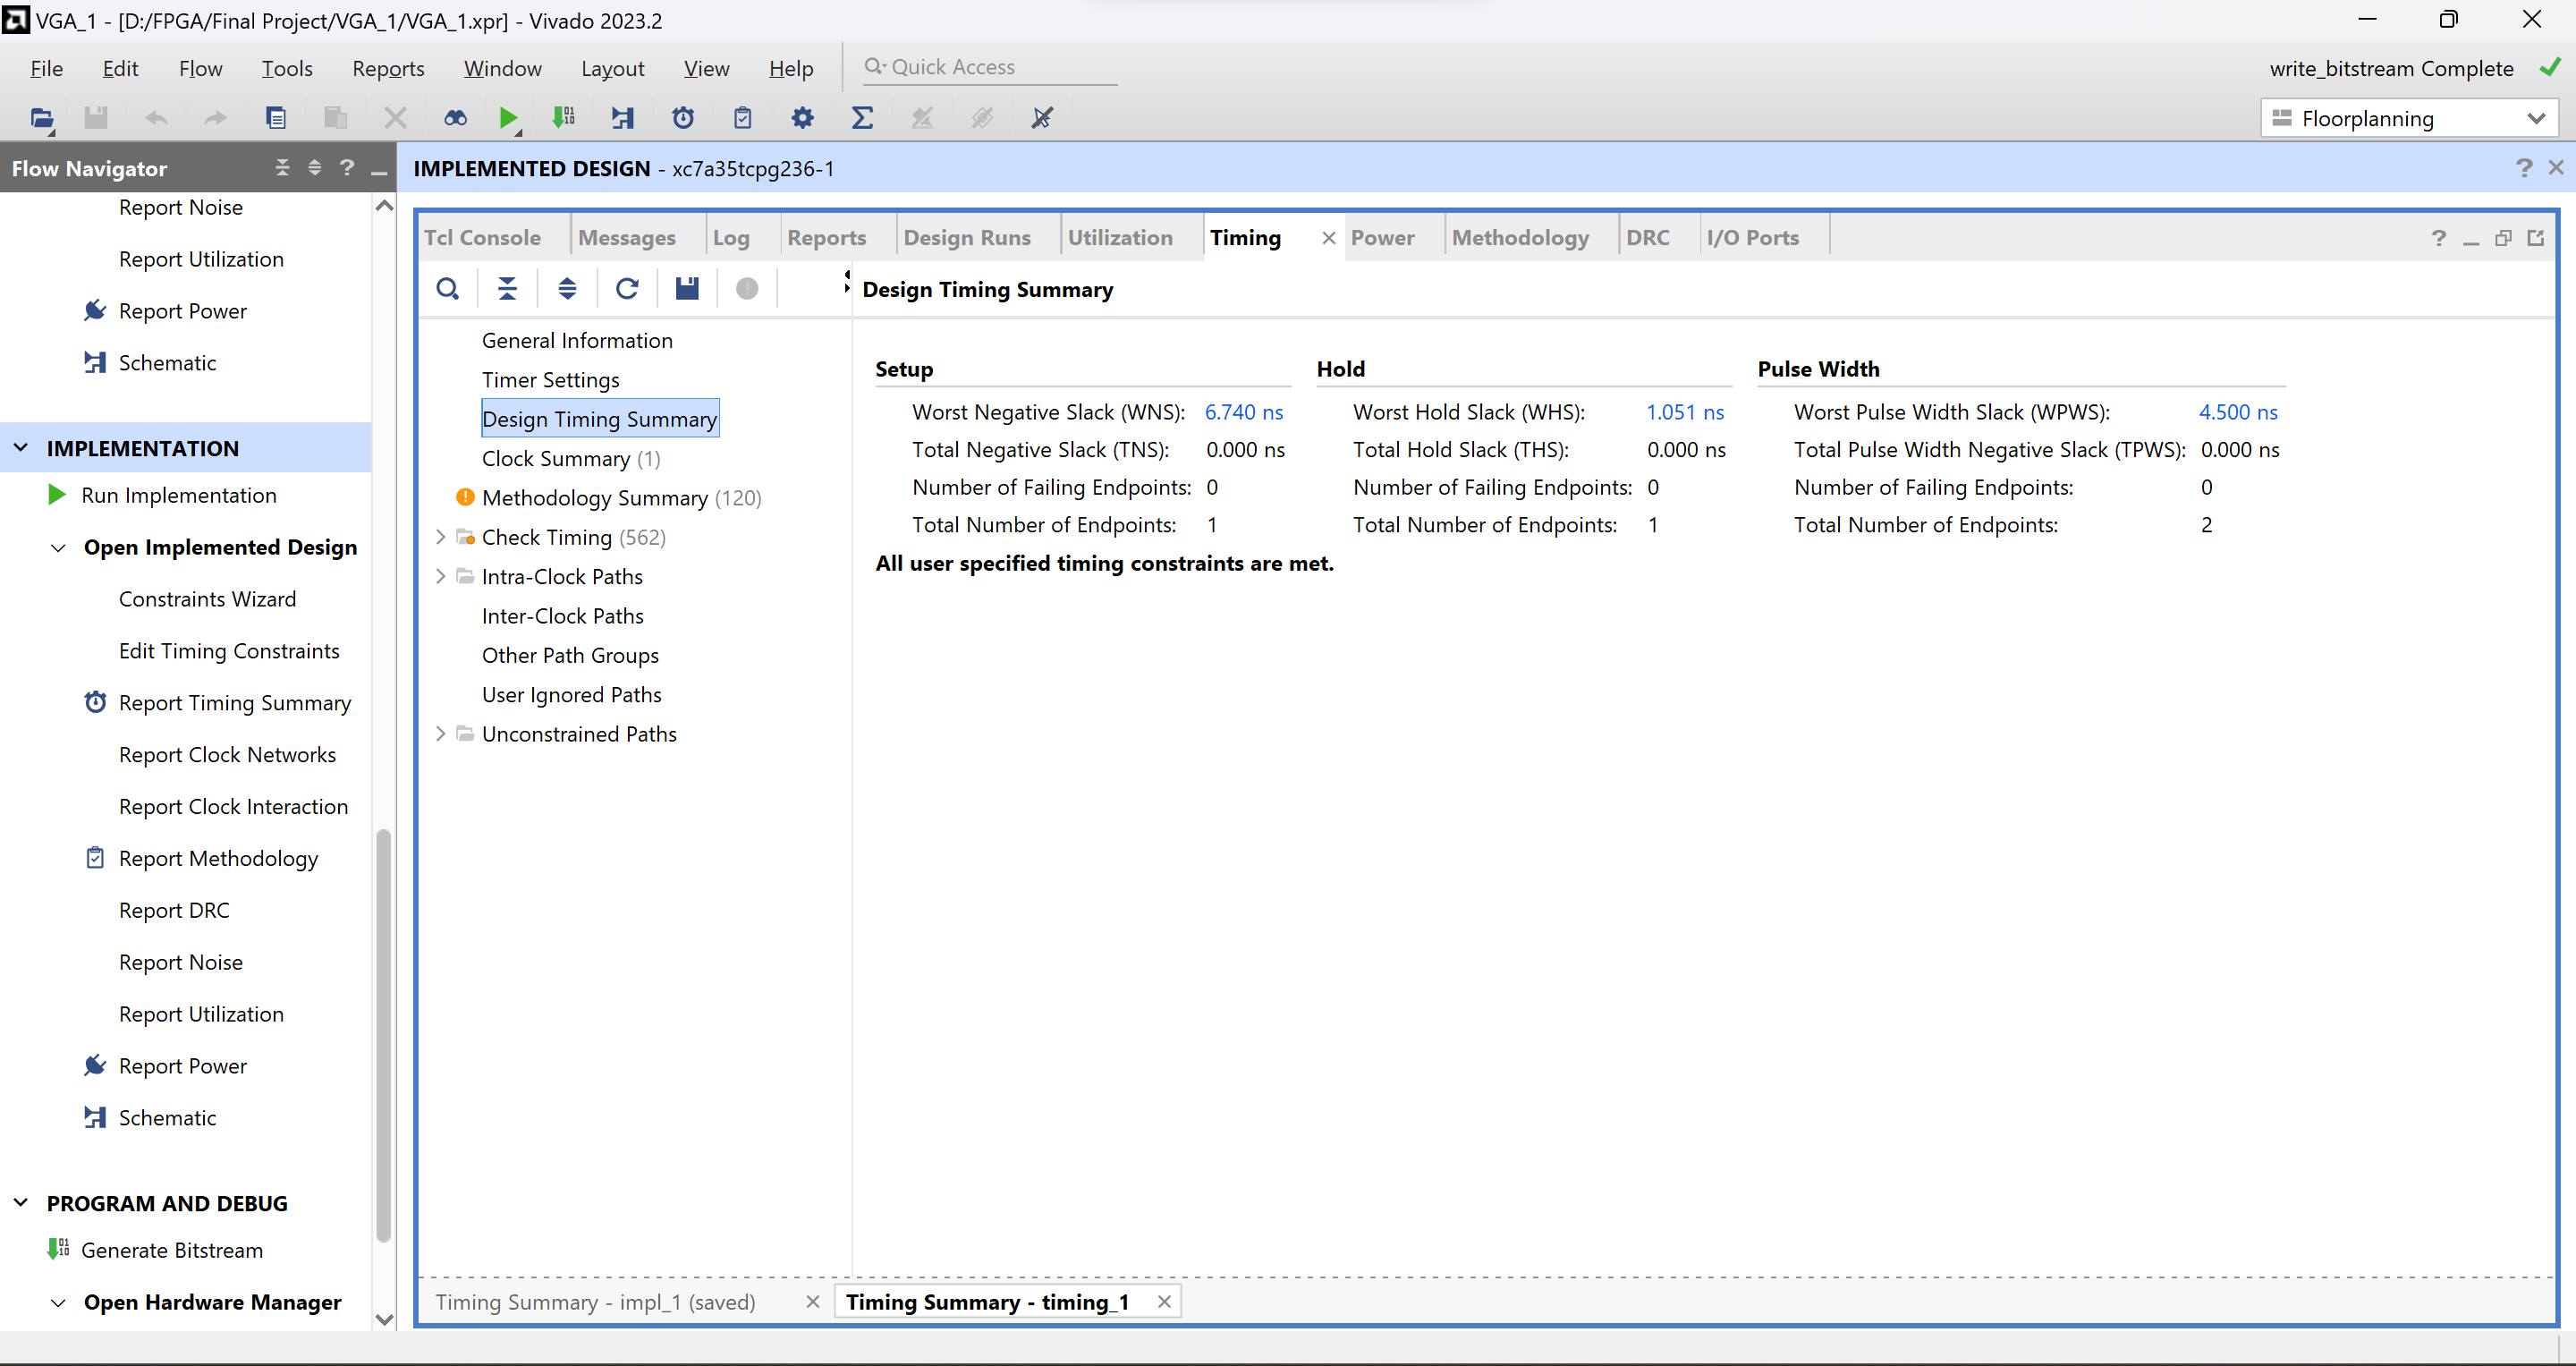 VGA_1 - [D:/FPGA/Final Project/VGA_1/VGA_1.xpr] - Vivado 2023.2
File Edit Flow Tools Reports Window Layout View Help Quick Access write_bitstream Complete
Floorplanning
Flow Navigator
IMPLEMENTED DESIGN - xc7a35tcpg236-1
Report Noise
Report Utilization
Report Power
Schematic
IMPLEMENTATION
Run Implementation
Open Implemented Design
Constraints Wizard
Edit Timing Constraints
Report Timing Summary
Report Clock Networks
Report Clock Interaction
Report Methodology
Report DRC
Report Noise
Report Utilization
Report Power
Schematic
PROGRAM AND DEBUG
Generate Bitstream
Open Hardware Manager
Tcl Console Messages Log Reports Design Runs Utilization Timing Power Methodology DRC I/O Ports
General Information
Timer Settings
Design Timing Summary
Clock Summary (1)
Methodology Summary (120)
Check Timing (562)
Intra-Clock Paths
Inter-Clock Paths
Other Path Groups
User Ignored Paths
Unconstrained Paths
Design Timing Summary
Setup
Worst Negative Slack (WNS): 6.740 ns
Total Negative Slack (TNS): 0.000 ns
Number of Failing Endpoints: 0
Total Number of Endpoints: 1
Hold
Worst Hold Slack (WHS): 1.051 ns
Total Hold Slack (THS): 0.000 ns
Number of Failing Endpoints: 0
Total Number of Endpoints: 1
Pulse Width
Worst Pulse Width Slack (WPWS): 4.500 ns
Total Pulse Width Negative Slack (TPWS): 0.000 ns
Number of Failing Endpoints: 0
Total Number of Endpoints: 2
All user specified timing constraints are met.
Timing Summary - impl_1 (saved) Timing Summary - timing_1